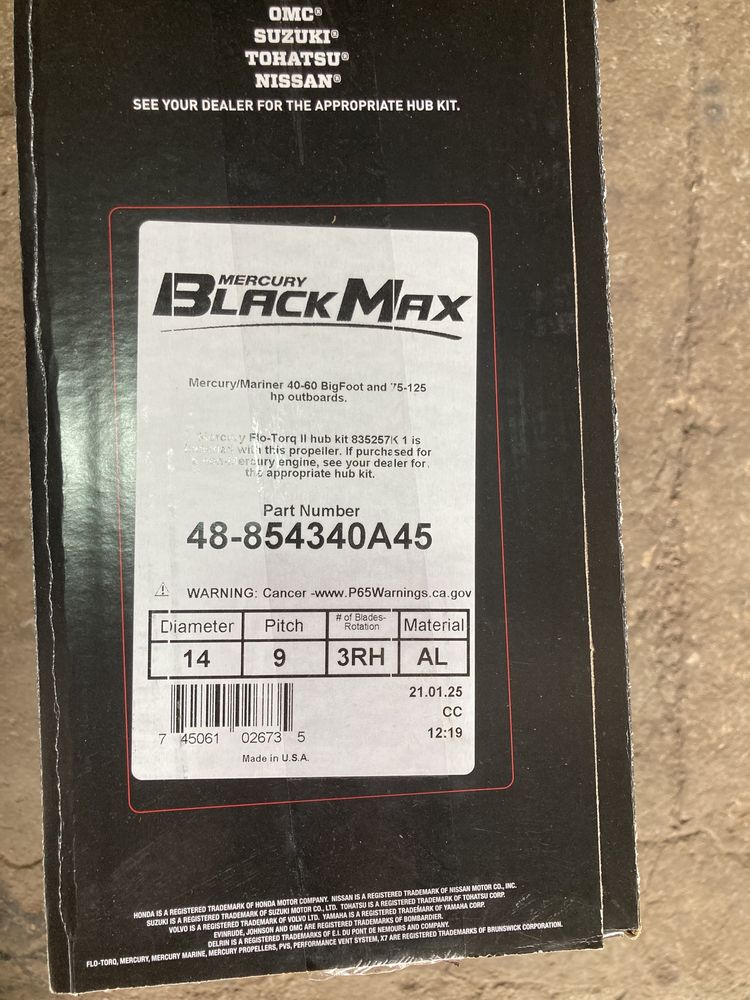 OMC®
SUZUKI®
TOHATSU®
NISSAN®
SEE YOUR DEALER FOR THE APPROPRIATE HUB KIT.
MERCURY
BLACKMAX
Mercury/Mariner 40-60 BigFoot and 75-125
hp outboards.
Flo-Torq II hub kit 835257K 1 is
with this propeller. If purchased for
engine, see your dealer for
the appropriate hub kit.
Part Number
48-854340A45
WARNING: Cancer -www.P65Warnings.ca.gov
Diameter Pitch # of Blades-Rotation Material
14 9 3RH AL
21.01.25
CC
12:19
7 45061 02673 5
Made in U.S.A.
HONDA IS A REGISTERED TRADEMARK OF HONDA MOTOR COMPANY. NISSAN IS A REGISTERED TRADEMARK OF NISSAN MOTOR CO., INC.
SUZUKI IS A REGISTERED TRADEMARK OF SUZUKI MOTOR CO., LTD. TOHATSU IS A REGISTERED TRADEMARK OF TOHATSU CORP.
VOLVO IS A REGISTERED TRADEMARK OF VOLVO LTD. YAMAHA IS A REGISTERED TRADEMARK OF YAMAHA CORP.
EVINRUDE, JOHNSON AND OMC ARE REGISTERED TRADEMARKS OF BOMBARDIER.
DELRIN IS A REGISTERED TRADEMARKS OF E.I. DU PONT DE NEMOURS AND COMPANY.
FLO-TORQ, MERCURY, MERCURY MARINE, MERCURY PROPELLERS, PVS, PERFORMANCE VENT SYSTEM, X7 ARE REGISTERED TRADEMARKS OF BRUNSWICK CORPORATION.